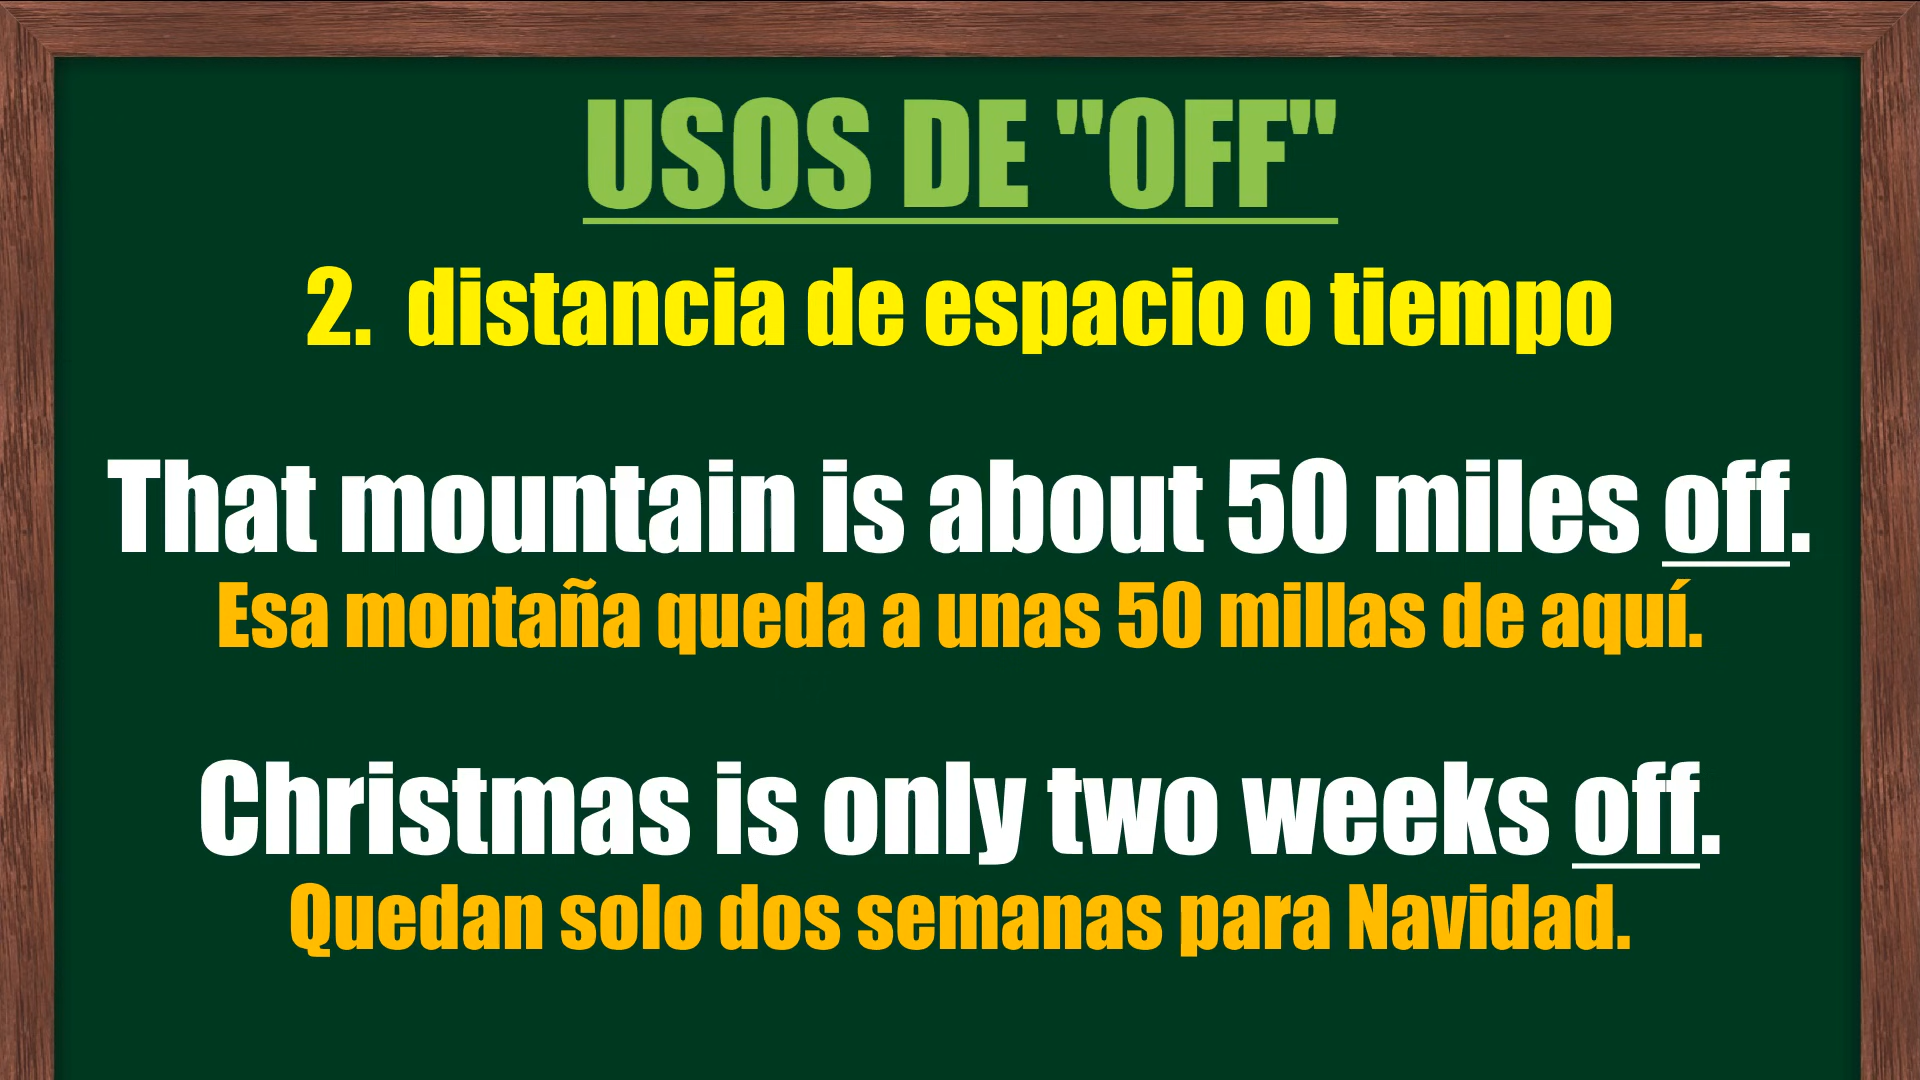 USOS DE "OFF"
2. distancia de espacio o tiempo
That mountain is about 50 miles off.
Esa montaña queda a unas 50 millas de aquí.
Christmas is only two weeks off.
Quedan solo dos semanas para Navidad.